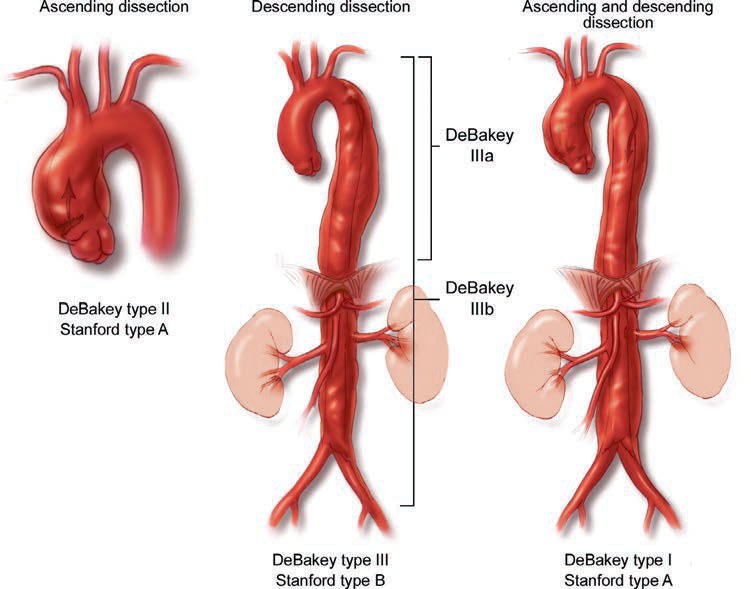 Ascending dissection
Descending dissection
Ascending and descending
dissection
DeBakey
IIIa
DeBakey
IIIb
DeBakey type II
Stanford type A
DeBakey type III
Stanford type B
DeBakey type I
Stanford type A